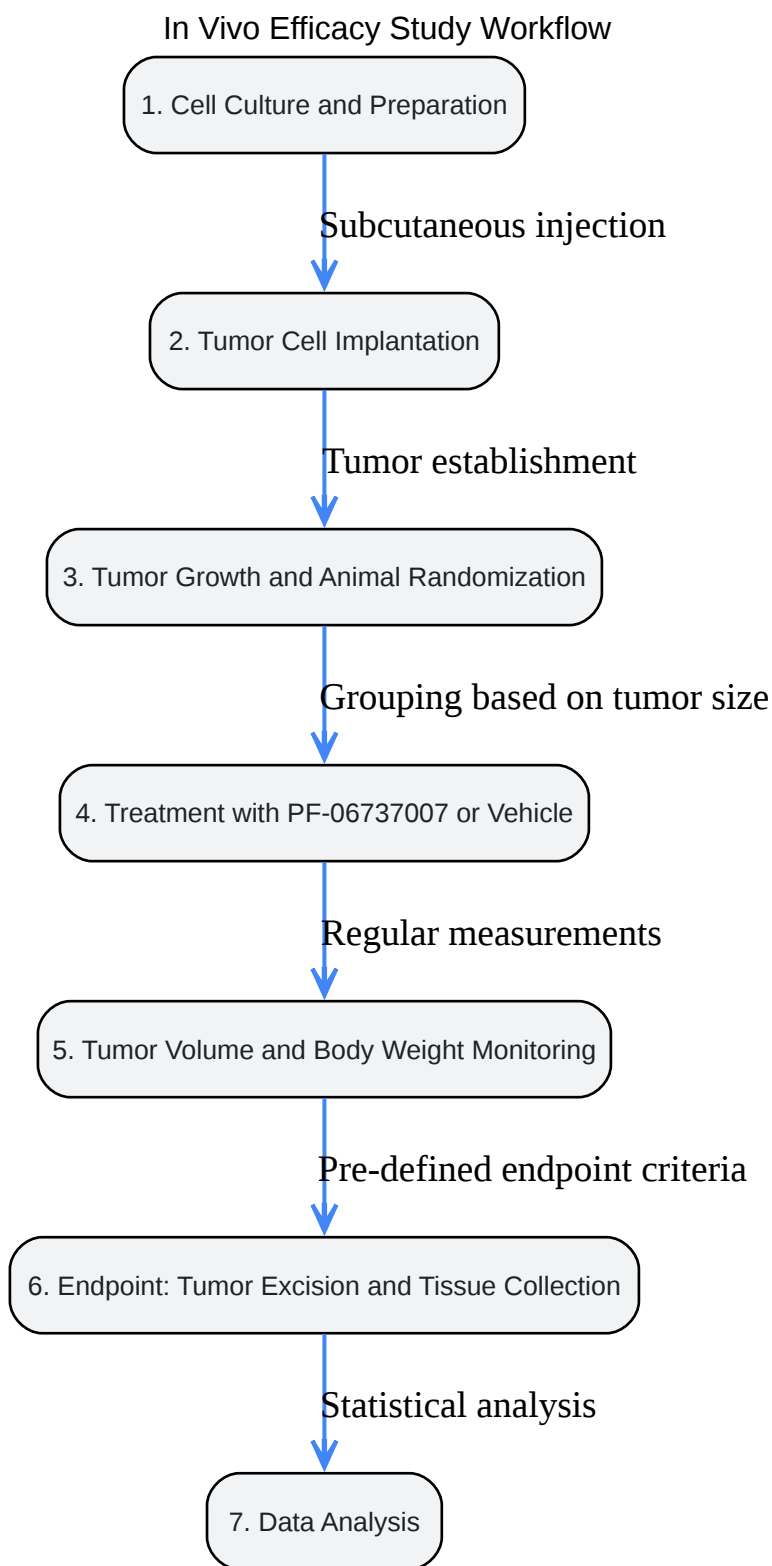 In Vivo Efficacy Study Workflow
1. Cell Culture and Preparation
Subcutaneous injection
2. Tumor Cell Implantation
Tumor establishment
3. Tumor Growth and Animal Randomization
Grouping based on tumor size
4. Treatment with PF-06737007 or Vehicle
Regular measurements
5. Tumor Volume and Body Weight Monitoring
Pre-defined endpoint criteria
6. Endpoint: Tumor Excision and Tissue Collection
Statistical analysis
7. Data Analysis